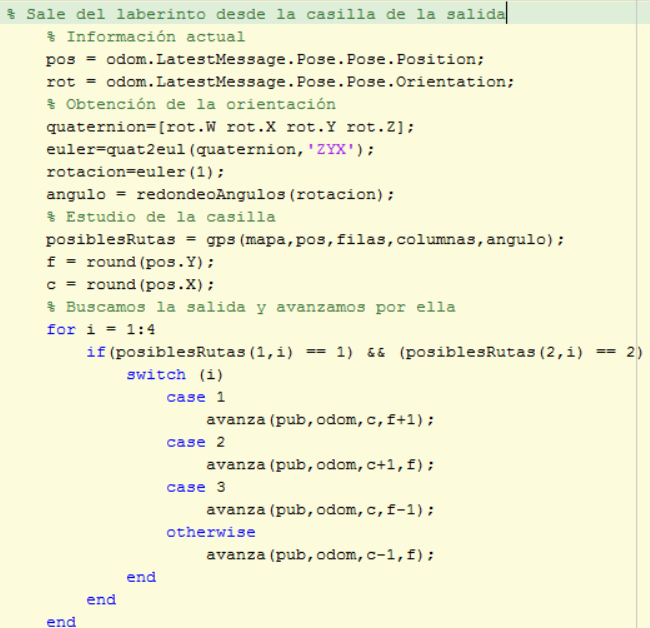 % Sale del laberinto desde la casilla de la salida
% Información actual
pos = odom.LatestMessage.Pose.Pose.Position;
rot = odom.LatestMessage.Pose.Pose.Orientation;
% Obtención de la orientación
quaternion=[rot.W rot.X rot.Y rot.Z];
euler=quat2eul(quaternion,'ZYX');
rotacion=euler(1);
angulo = redondeoAngulos(rotacion);
% Estudio de la casilla
posiblesRutas = gps(mapa,pos,filas,columnas,angulo);
f = round(pos.Y);
c = round(pos.X);
% Buscamos la salida y avanzamos por ella
for i = 1:4
if(posiblesRutas(1,i) == 1) && (posiblesRutas(2,i) == 2)
switch (i)
case 1
avanza(pub,odom,c,f+1);
case 2
avanza(pub,odom,c+1,f);
case 3
avanza(pub,odom,c,f-1);
otherwise
avanza(pub,odom,c-1,f);
end
end
end